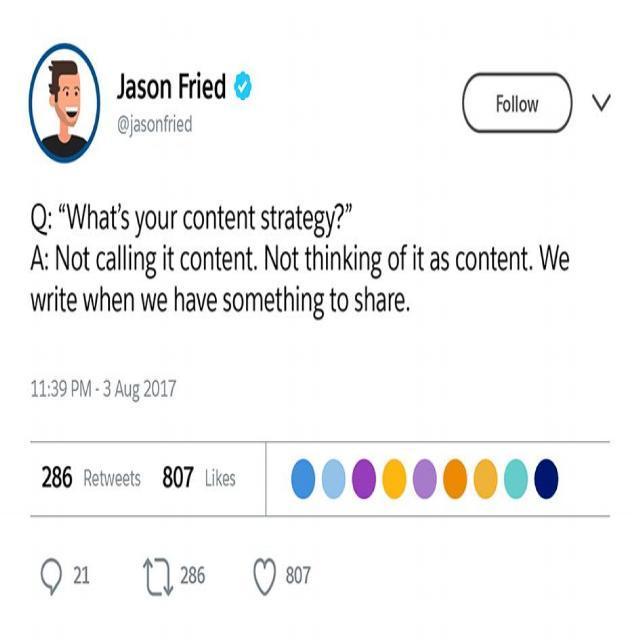 Jason Fried
@jasonfried
Follow
Q: “What’s your content strategy?”
A: Not calling it content. Not thinking of it as content. We
write when we have something to share.
11:39 PM - 3 Aug 2017
286 Retweets 807 Likes
21 286 807